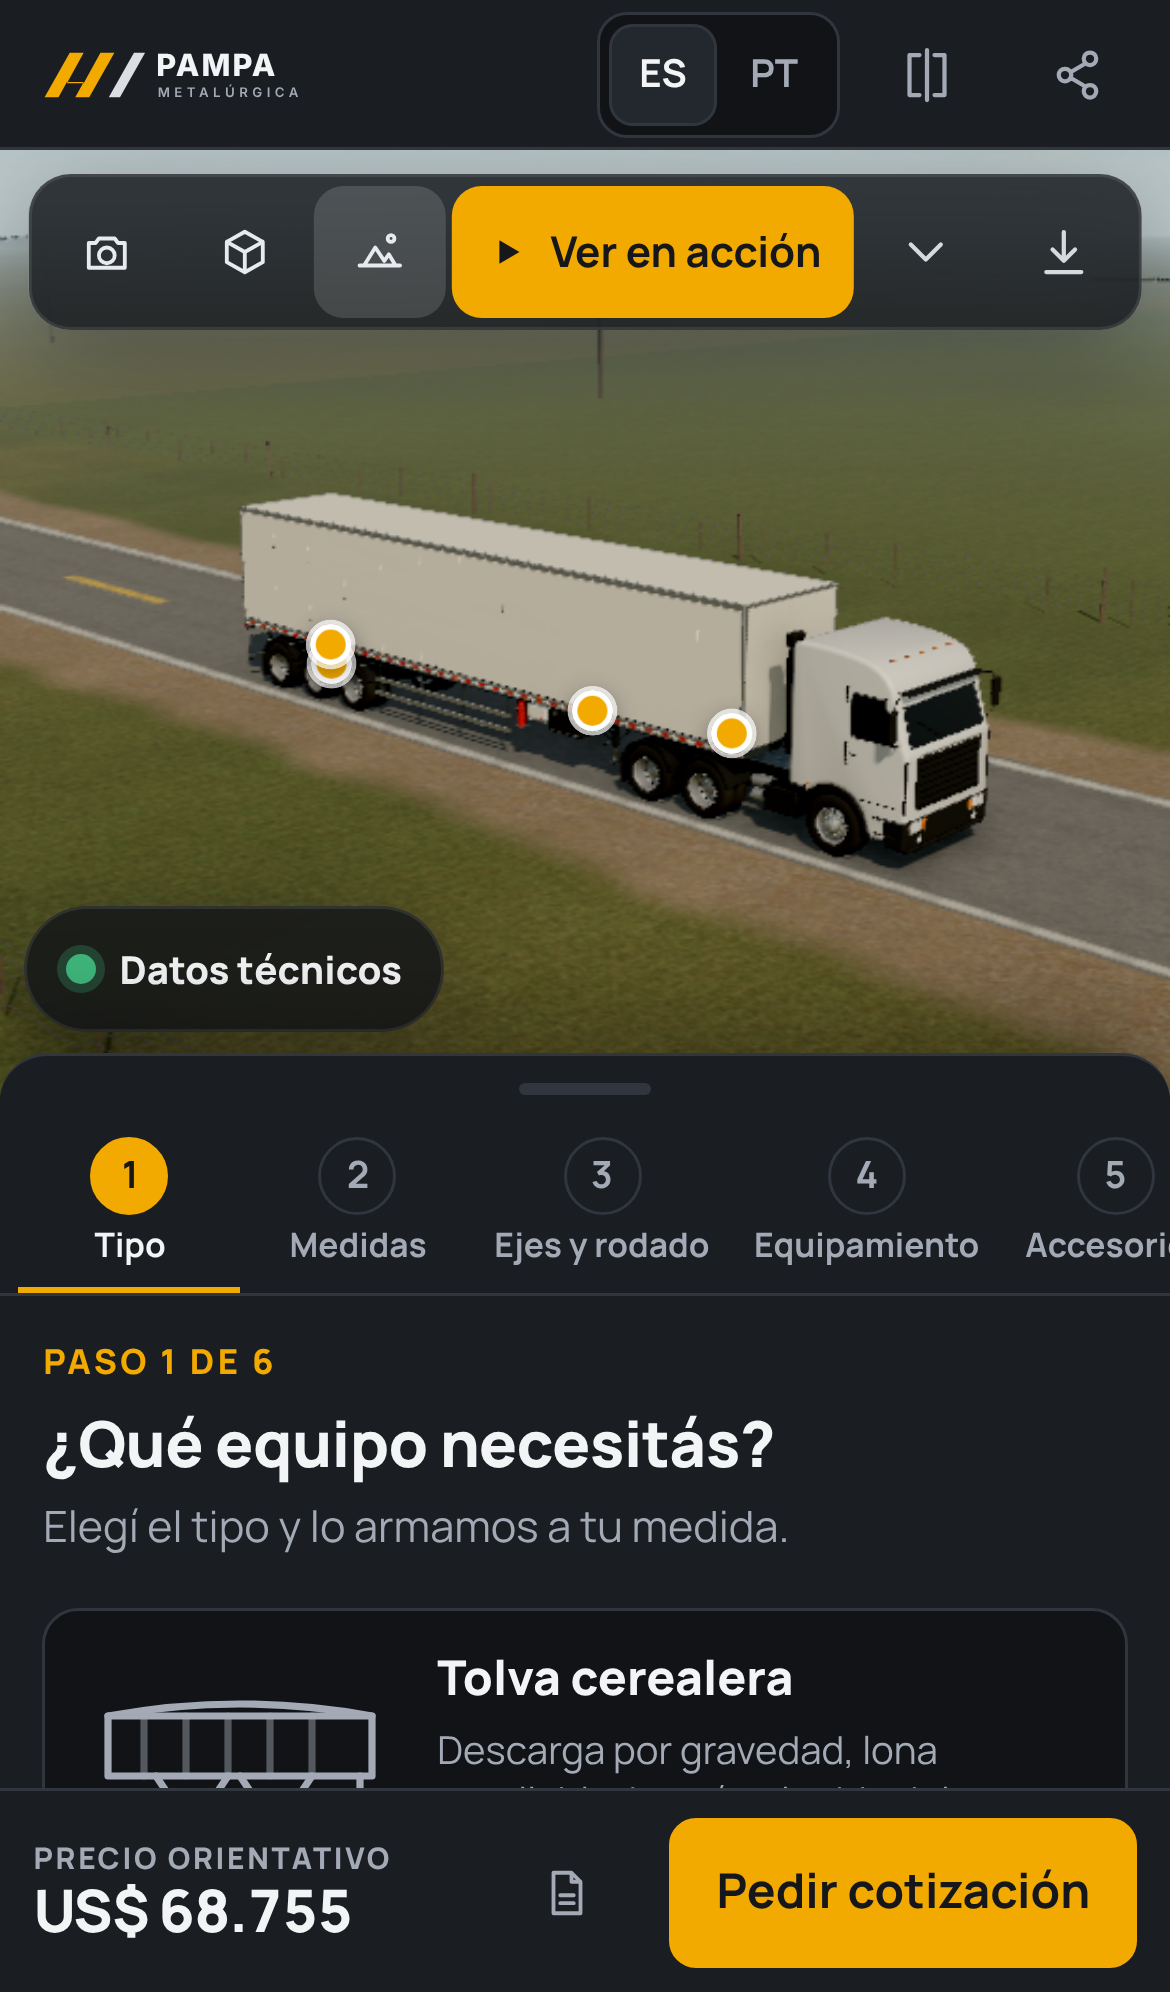 PAMPA
METALÚRGICA
ES
PT
Ver en acción
Datos técnicos
1
2
3
4
5
Tipo
Medidas
Ejes y rodado
Equipamiento
Accesori
PASO 1 DE 6
¿Qué equipo necesitás?
Elegí el tipo y lo armamos a tu medida.
Tolva cerealera
Descarga por gravedad, lona
PRECIO ORIENTATIVO
US$ 68.755
Pedir cotización